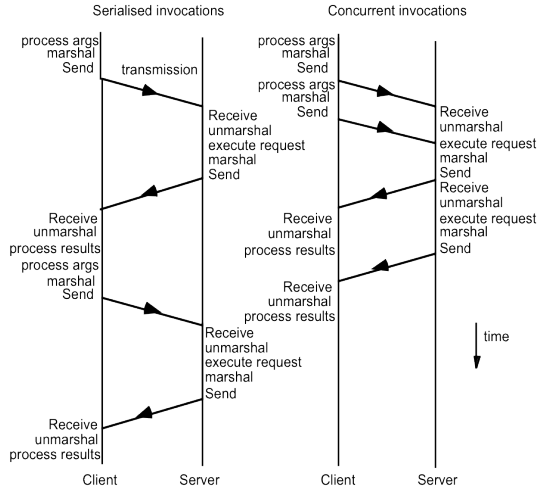 Serialised invocations
process args
marshal
Send
transmission
Receive
unmarshal
execute request
marshal
Send
Receive
unmarshal
process results
process args
marshal
Send
Receive
unmarshal
execute request
marshal
Send
Receive
unmarshal
process results
Client
Server
Concurrent invocations
process args
marshal
Send
process args
marshal
Send
Receive
unmarshal
execute request
marshal
Send
Receive
unmarshal
execute request
marshal
Send
Receive
unmarshal
process results
Receive
unmarshal
process results
time
Client
Server